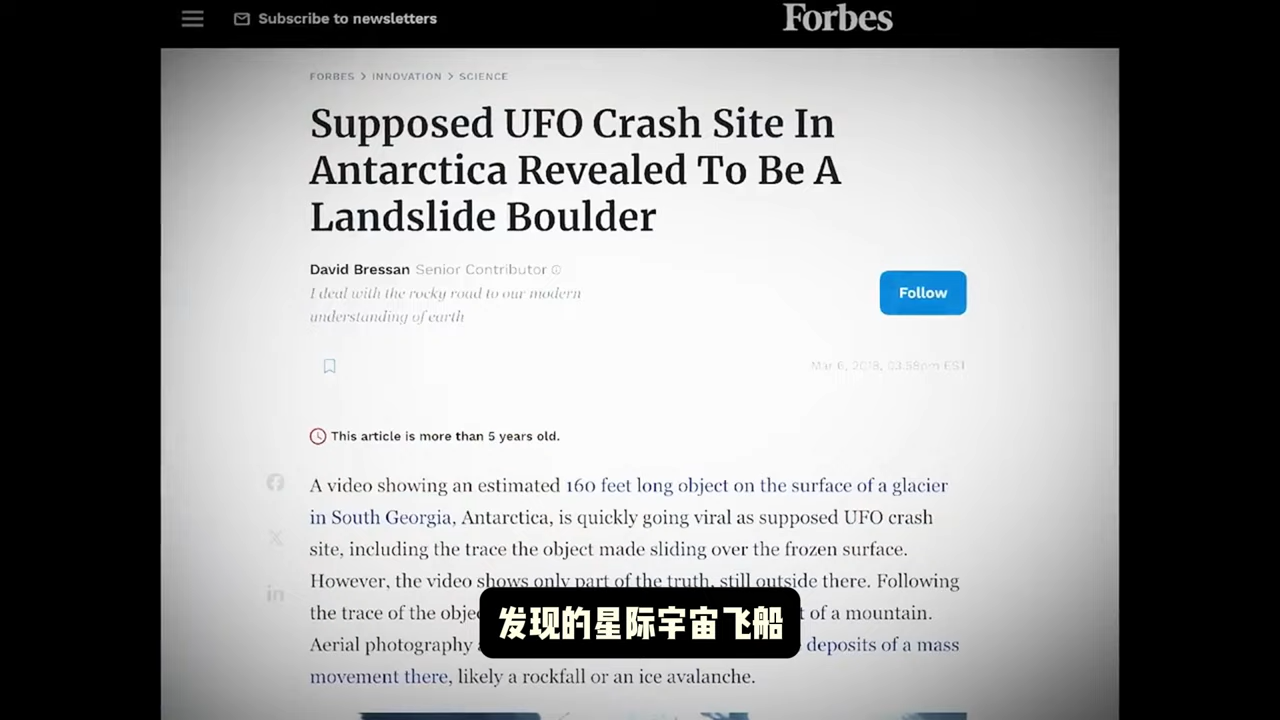 Subscribe to newsletters
Forbes
FORBES > INNOVATION > SCIENCE
Supposed UFO Crash Site In
Antarctica Revealed To Be A
Landslide Boulder
David Bressan Senior Contributor
I deal with the rocky road to our modern
understanding of earth
Follow
Mar 6, 2018, 03:58pm EST
This article is more than 5 years old.
A video showing an estimated 160 feet long object on the surface of a glacier
in South Georgia, Antarctica, is quickly going viral as supposed UFO crash
site, including the trace the object made sliding over the frozen surface.
However, the video shows only part of the truth, still outside there. Following
the trace of the t of a mountain.
Aerial photography deposits of a mass
movement there, likely a rockfall or an ice avalanche.
发现的星际宇宙飞船